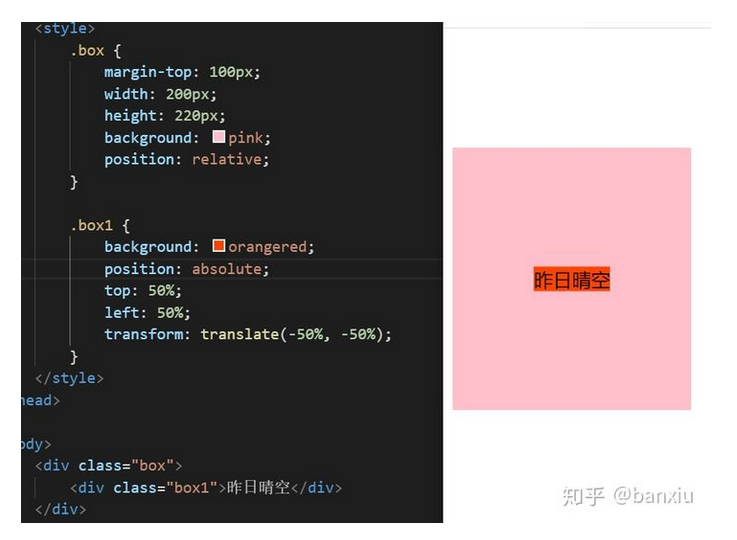 <style>
.box {
margin-top: 100px;
width: 200px;
height: 220px;
background: pink;
position: relative;
}
.box1 {
background: orangered;
position: absolute;
top: 50%;
left: 50%;
transform: translate(-50%, -50%);
}
</style>
head>
ody>
<div class="box">
<div class="box1">昨日晴空</div>
</div>
昨日晴空
知乎 @banxiu